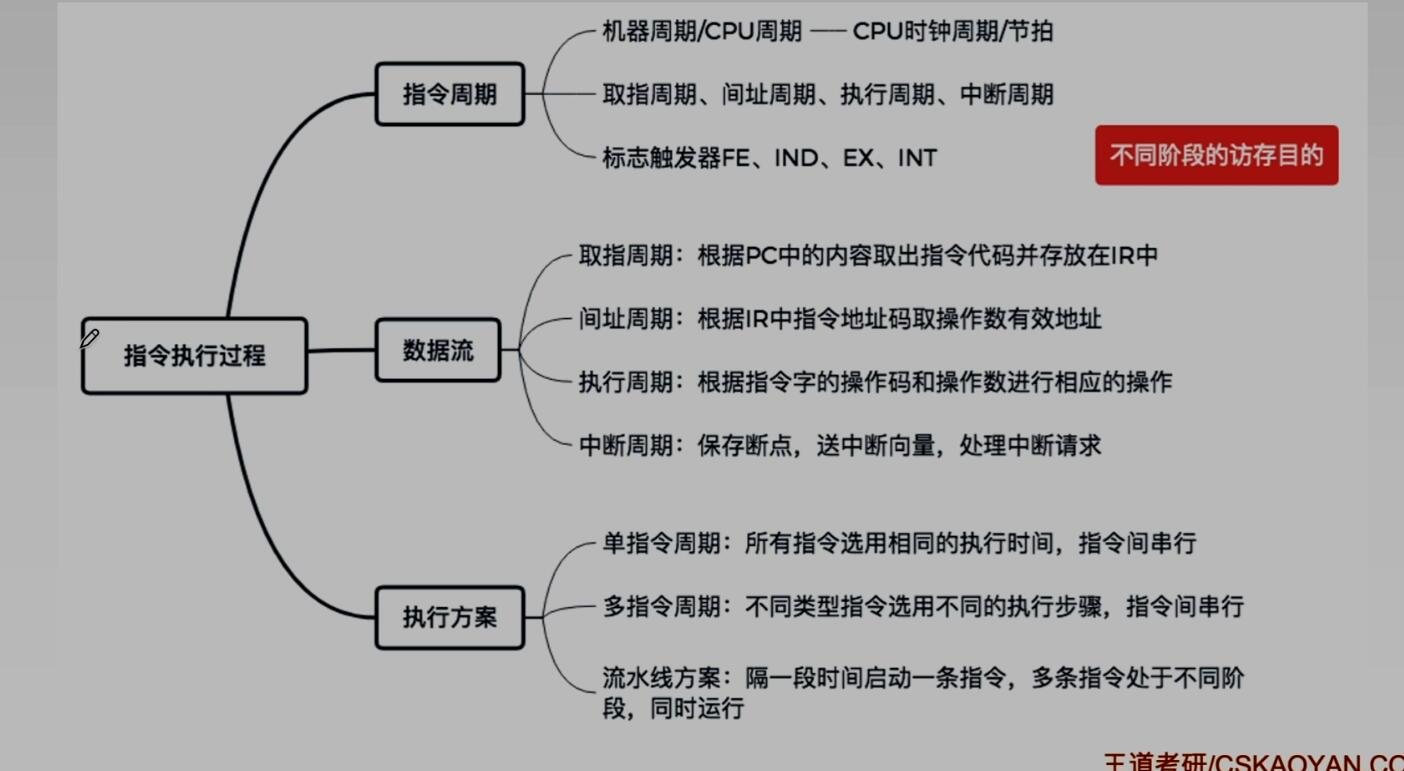 机器周期/CPU周期 —— CPU时钟周期/节拍
指令周期
取指周期、间址周期、执行周期、中断周期
标志触发器FE、IND、EX、INT
不同阶段的访存目的
取指周期：根据PC中的内容取出指令代码并存放在IR中
间址周期：根据IR中指令地址码取操作数有效地址
指令执行过程
数据流
执行周期：根据指令字的操作码和操作数进行相应的操作
中断周期：保存断点，送中断向量，处理中断请求
单指令周期：所有指令选用相同的执行时间，指令间串行
执行方案
多指令周期：不同类型指令选用不同的执行步骤，指令间串行
流水线方案：隔一段时间启动一条指令，多条指令处于不同阶
段，同时运行
王道考研/CSKAOYAN.CO